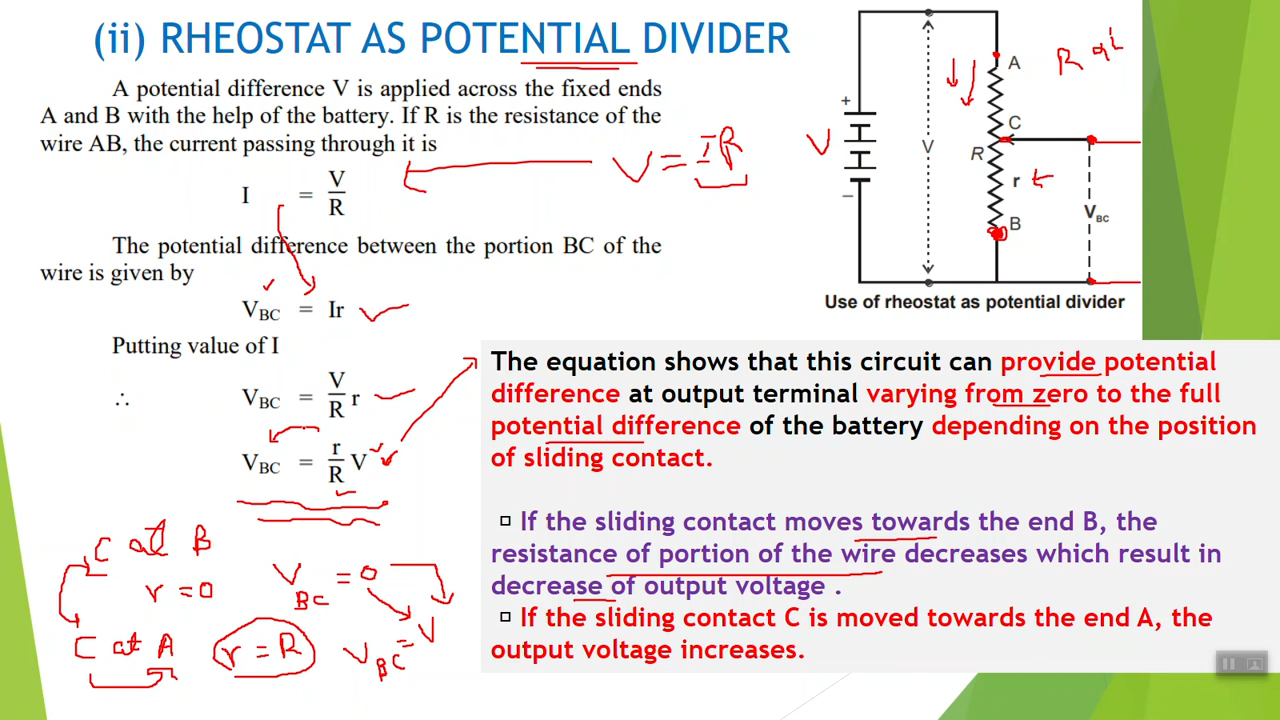 (ii) RHEOSTAT AS POTENTIAL DIVIDER
A potential difference V is applied across the fixed ends
A and B with the help of the battery. If R is the resistance of the
wire AB, the current passing through it is
V = IR
I = V/R
The potential difference between the portion BC of the
wire is given by
V_BC = Ir
Putting value of I
∴ V_BC = V/R r
V_BC = r/R V
C at B
r = 0 V_BC = 0
C at A r = R V_BC = V
R
A
+
C
V V R
r
V_BC
−
B
Use of rheostat as potential divider
The equation shows that this circuit can provide potential
difference at output terminal varying from zero to the full
potential difference of the battery depending on the position
of sliding contact.
If the sliding contact moves towards the end B, the
resistance of portion of the wire decreases which result in
decrease of output voltage .
If the sliding contact C is moved towards the end A, the
output voltage increases.